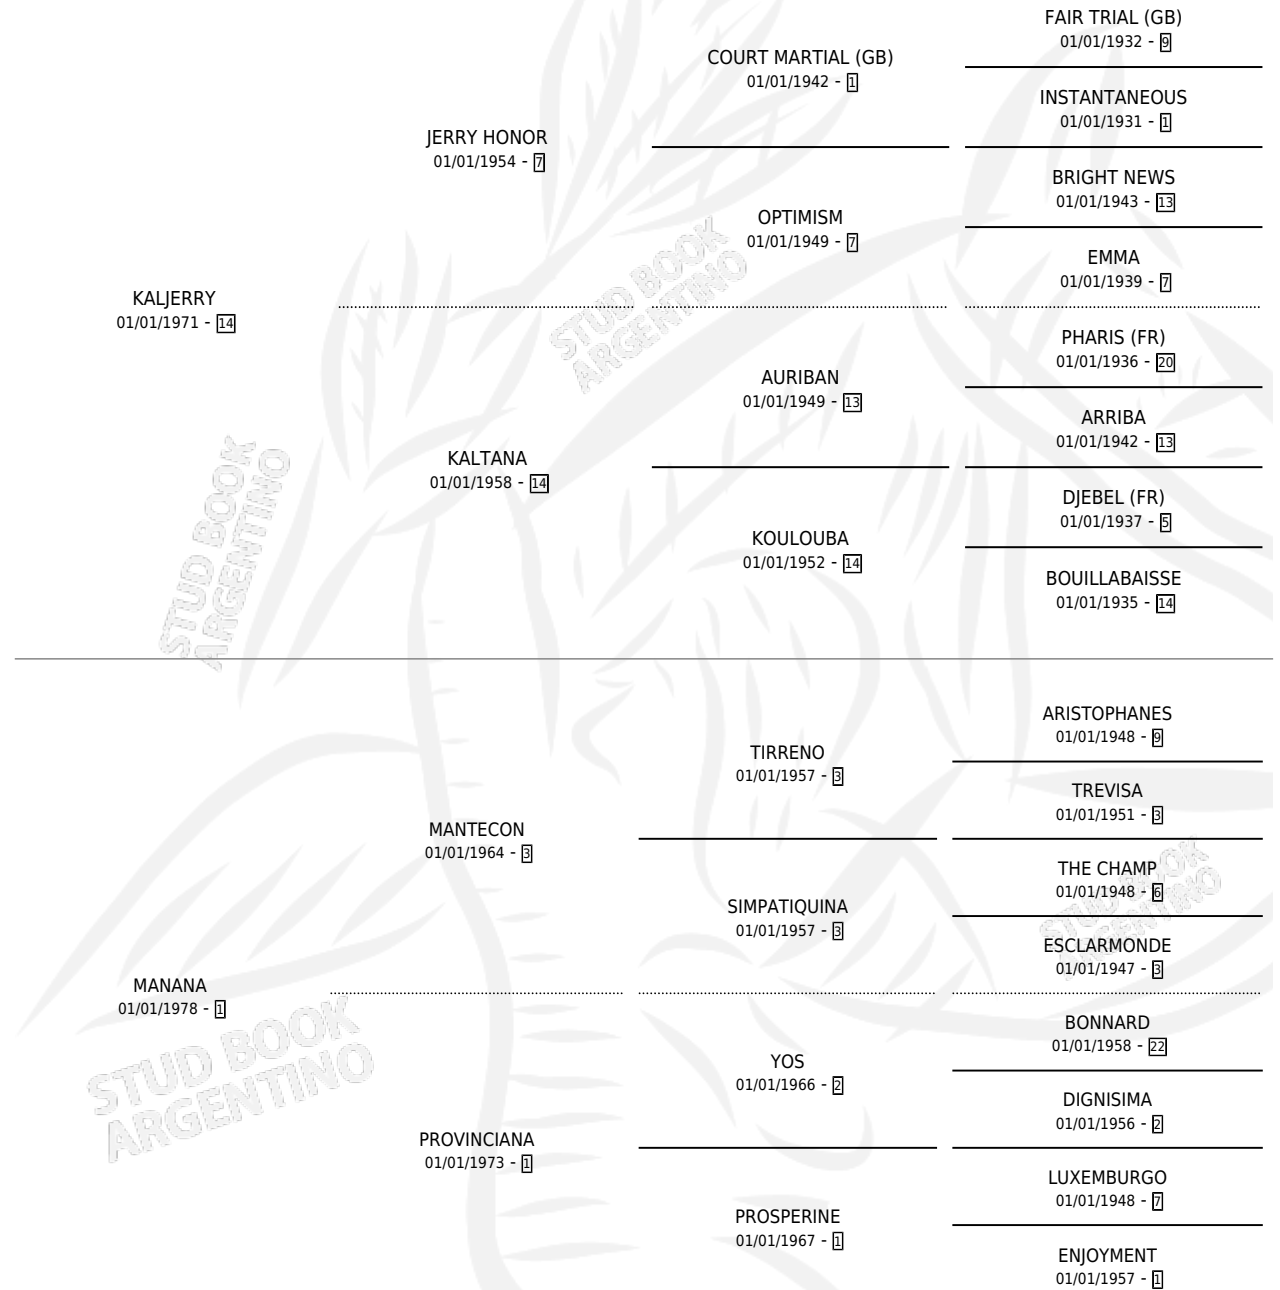 FAIR TRIAL (GB)
01/01/1932 - 9
COURT MARTIAL (GB)
01/01/1942 - 1
INSTANTANEOUS
01/01/1931 - 1
JERRY HONOR
01/01/1954 - 7
BRIGHT NEWS
01/01/1943 - 13
OPTIMISM
01/01/1949 - 7
EMMA
01/01/1939 - 7
KALJERRY
01/01/1971 - 14
PHARIS (FR)
01/01/1936 - 20
AURIBAN
01/01/1949 - 13
ARRIBA
01/01/1942 - 13
KALTANA
01/01/1958 - 14
DJEBEL (FR)
01/01/1937 - 5
KOULOUBA
01/01/1952 - 14
BOUILLABAISSE
01/01/1935 - 14
ARISTOPHANES
01/01/1948 - 9
TIRRENO
01/01/1957 - 3
TREVISA
01/01/1951 - 3
MANTECON
01/01/1964 - 3
THE CHAMP
01/01/1948 - 6
SIMPATIQUINA
01/01/1957 - 3
ESCLARMONDE
01/01/1947 - 3
MANANA
01/01/1978 - 1
BONNARD
01/01/1958 - 22
YOS
01/01/1966 - 2
DIGNISIMA
01/01/1956 - 2
PROVINCIANA
01/01/1973 - 1
LUXEMBURGO
01/01/1948 - 7
PROSPERINE
01/01/1967 - 1
ENJOYMENT
01/01/1957 - 1
STUD BOOK
ARGENTINO
STUD BOOK
ARGENTINO
STUD BOOK
ARGENTINO
STUD BOOK
ARGENTINO